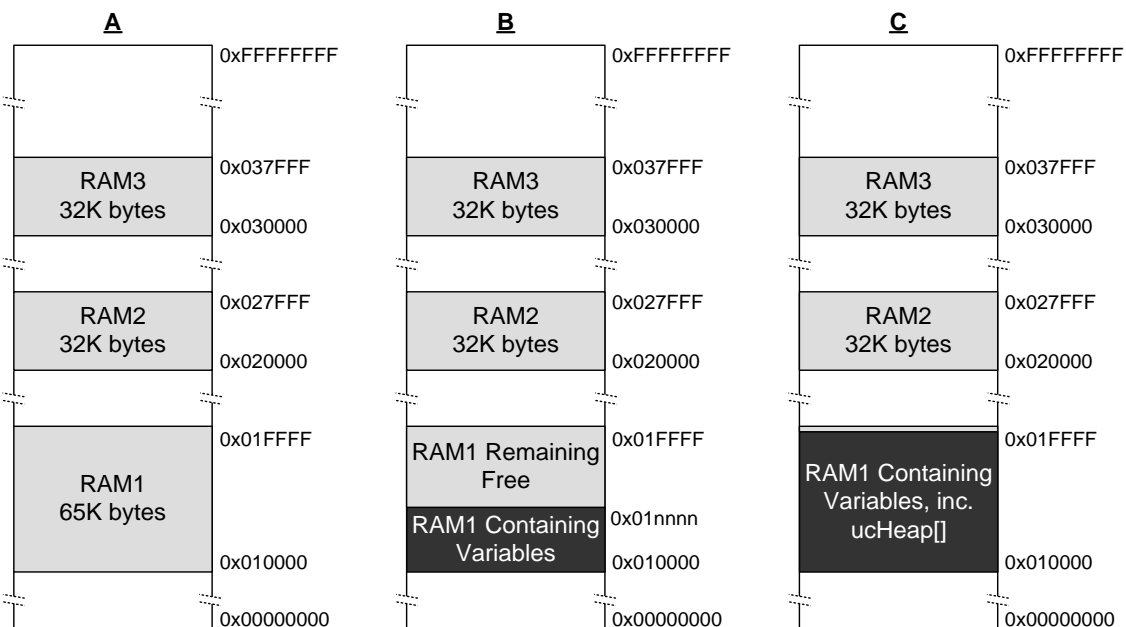 A
0xFFFFFFFF
RAM3
32K bytes
0x037FFF
0x030000
RAM2
32K bytes
0x027FFF
0x020000
RAM1
65K bytes
0x01FFFF
0x010000
0x00000000
B
0xFFFFFFFF
RAM3
32K bytes
0x037FFF
0x030000
RAM2
32K bytes
0x027FFF
0x020000
RAM1 Remaining
Free
0x01FFFF
RAM1 Containing
Variables
0x01nnnn
0x010000
0x00000000
C
0xFFFFFFFF
RAM3
32K bytes
0x037FFF
0x030000
RAM2
32K bytes
0x027FFF
0x020000
RAM1 Containing
Variables, inc.
ucHeap[]
0x01FFFF
0x010000
0x00000000